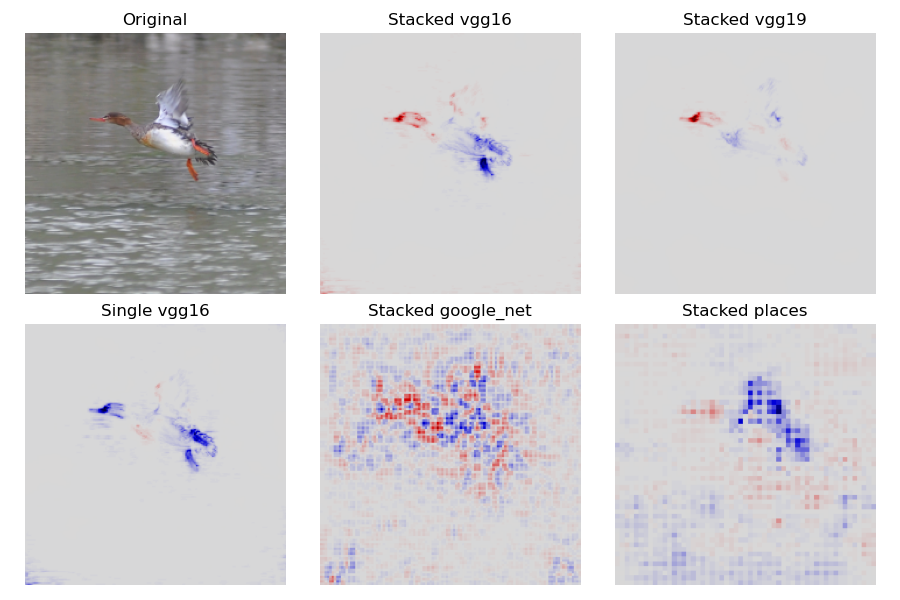 Original
Stacked vgg16
Stacked vgg19
Single vgg16
Stacked google_net
Stacked places